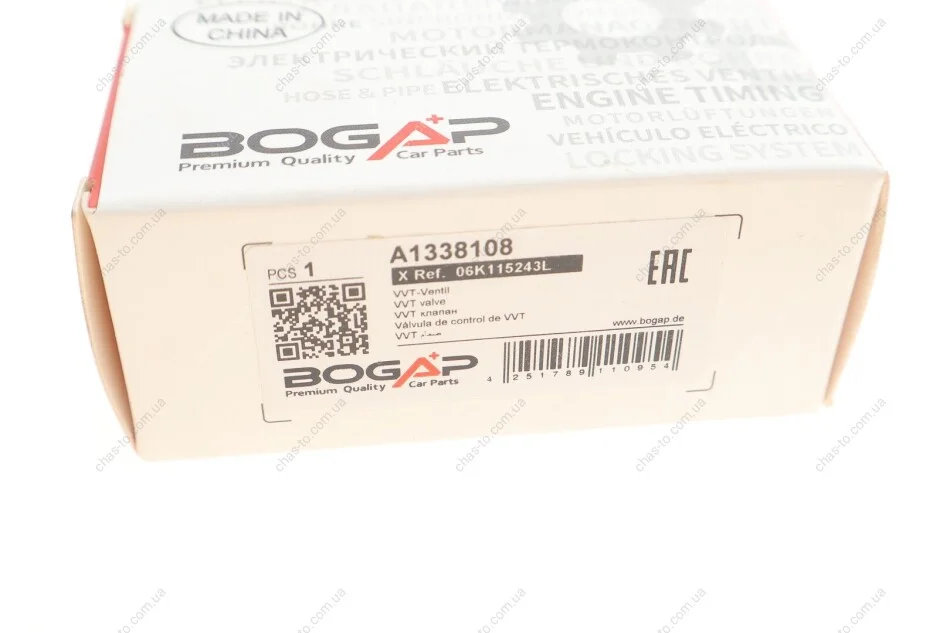 MADE IN
CHINA
ЭЛЕКТРИЧЕСКИЙ
SCHLÄUCHE
HOSE & PIPE ELEKTRISCHES VENTIL
ENGINE TIMING
MOTORLÜFTUNGEN
VEHÍCULO ELÉCTRICO
LOCKING SYSTEM
BOGAP
Premium Quality Car Parts
A1338108
PCS 1
X Ref. 06K115243L
EAC
VVT-Ventil
VVT valve
VVT клапан
Válvula de control de VVT
VVT صمام
www.bogap.de
BOGAP
Premium Quality Car Parts
4 251789 110954
chas-to.com.ua